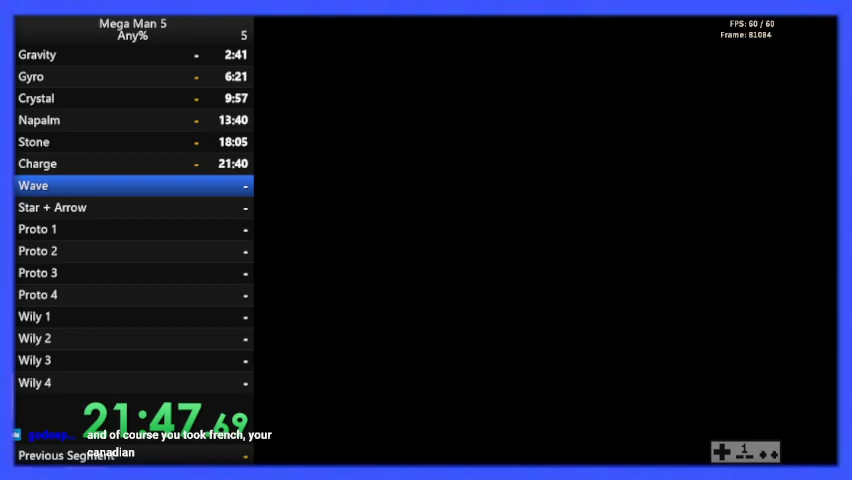 Mega Man 5
Any% 5
FPS: 60 / 60
Frame: 81084
Gravity - 2:41
Gyro - 6:21
Crystal - 9:57
Napalm - 13:40
Stone - 18:05
Charge - 21:40
Wave -
Star + Arrow -
Proto 1 -
Proto 2 -
Proto 3 -
Proto 4 -
Wily 1 -
Wily 2 -
Wily 3 -
Wily 4 -
21:47.69
and of course you took french, your
canadian
Previous Segment -
1